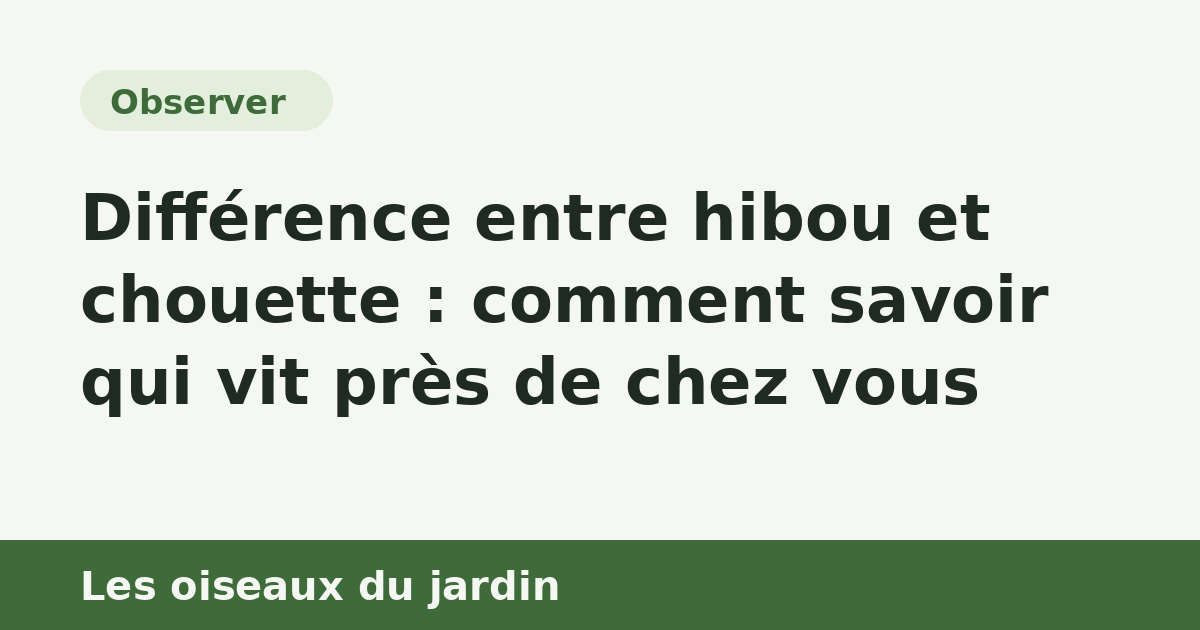 Observer
Différence entre hibou et
chouette : comment savoir
qui vit près de chez vous
Les oiseaux du jardin